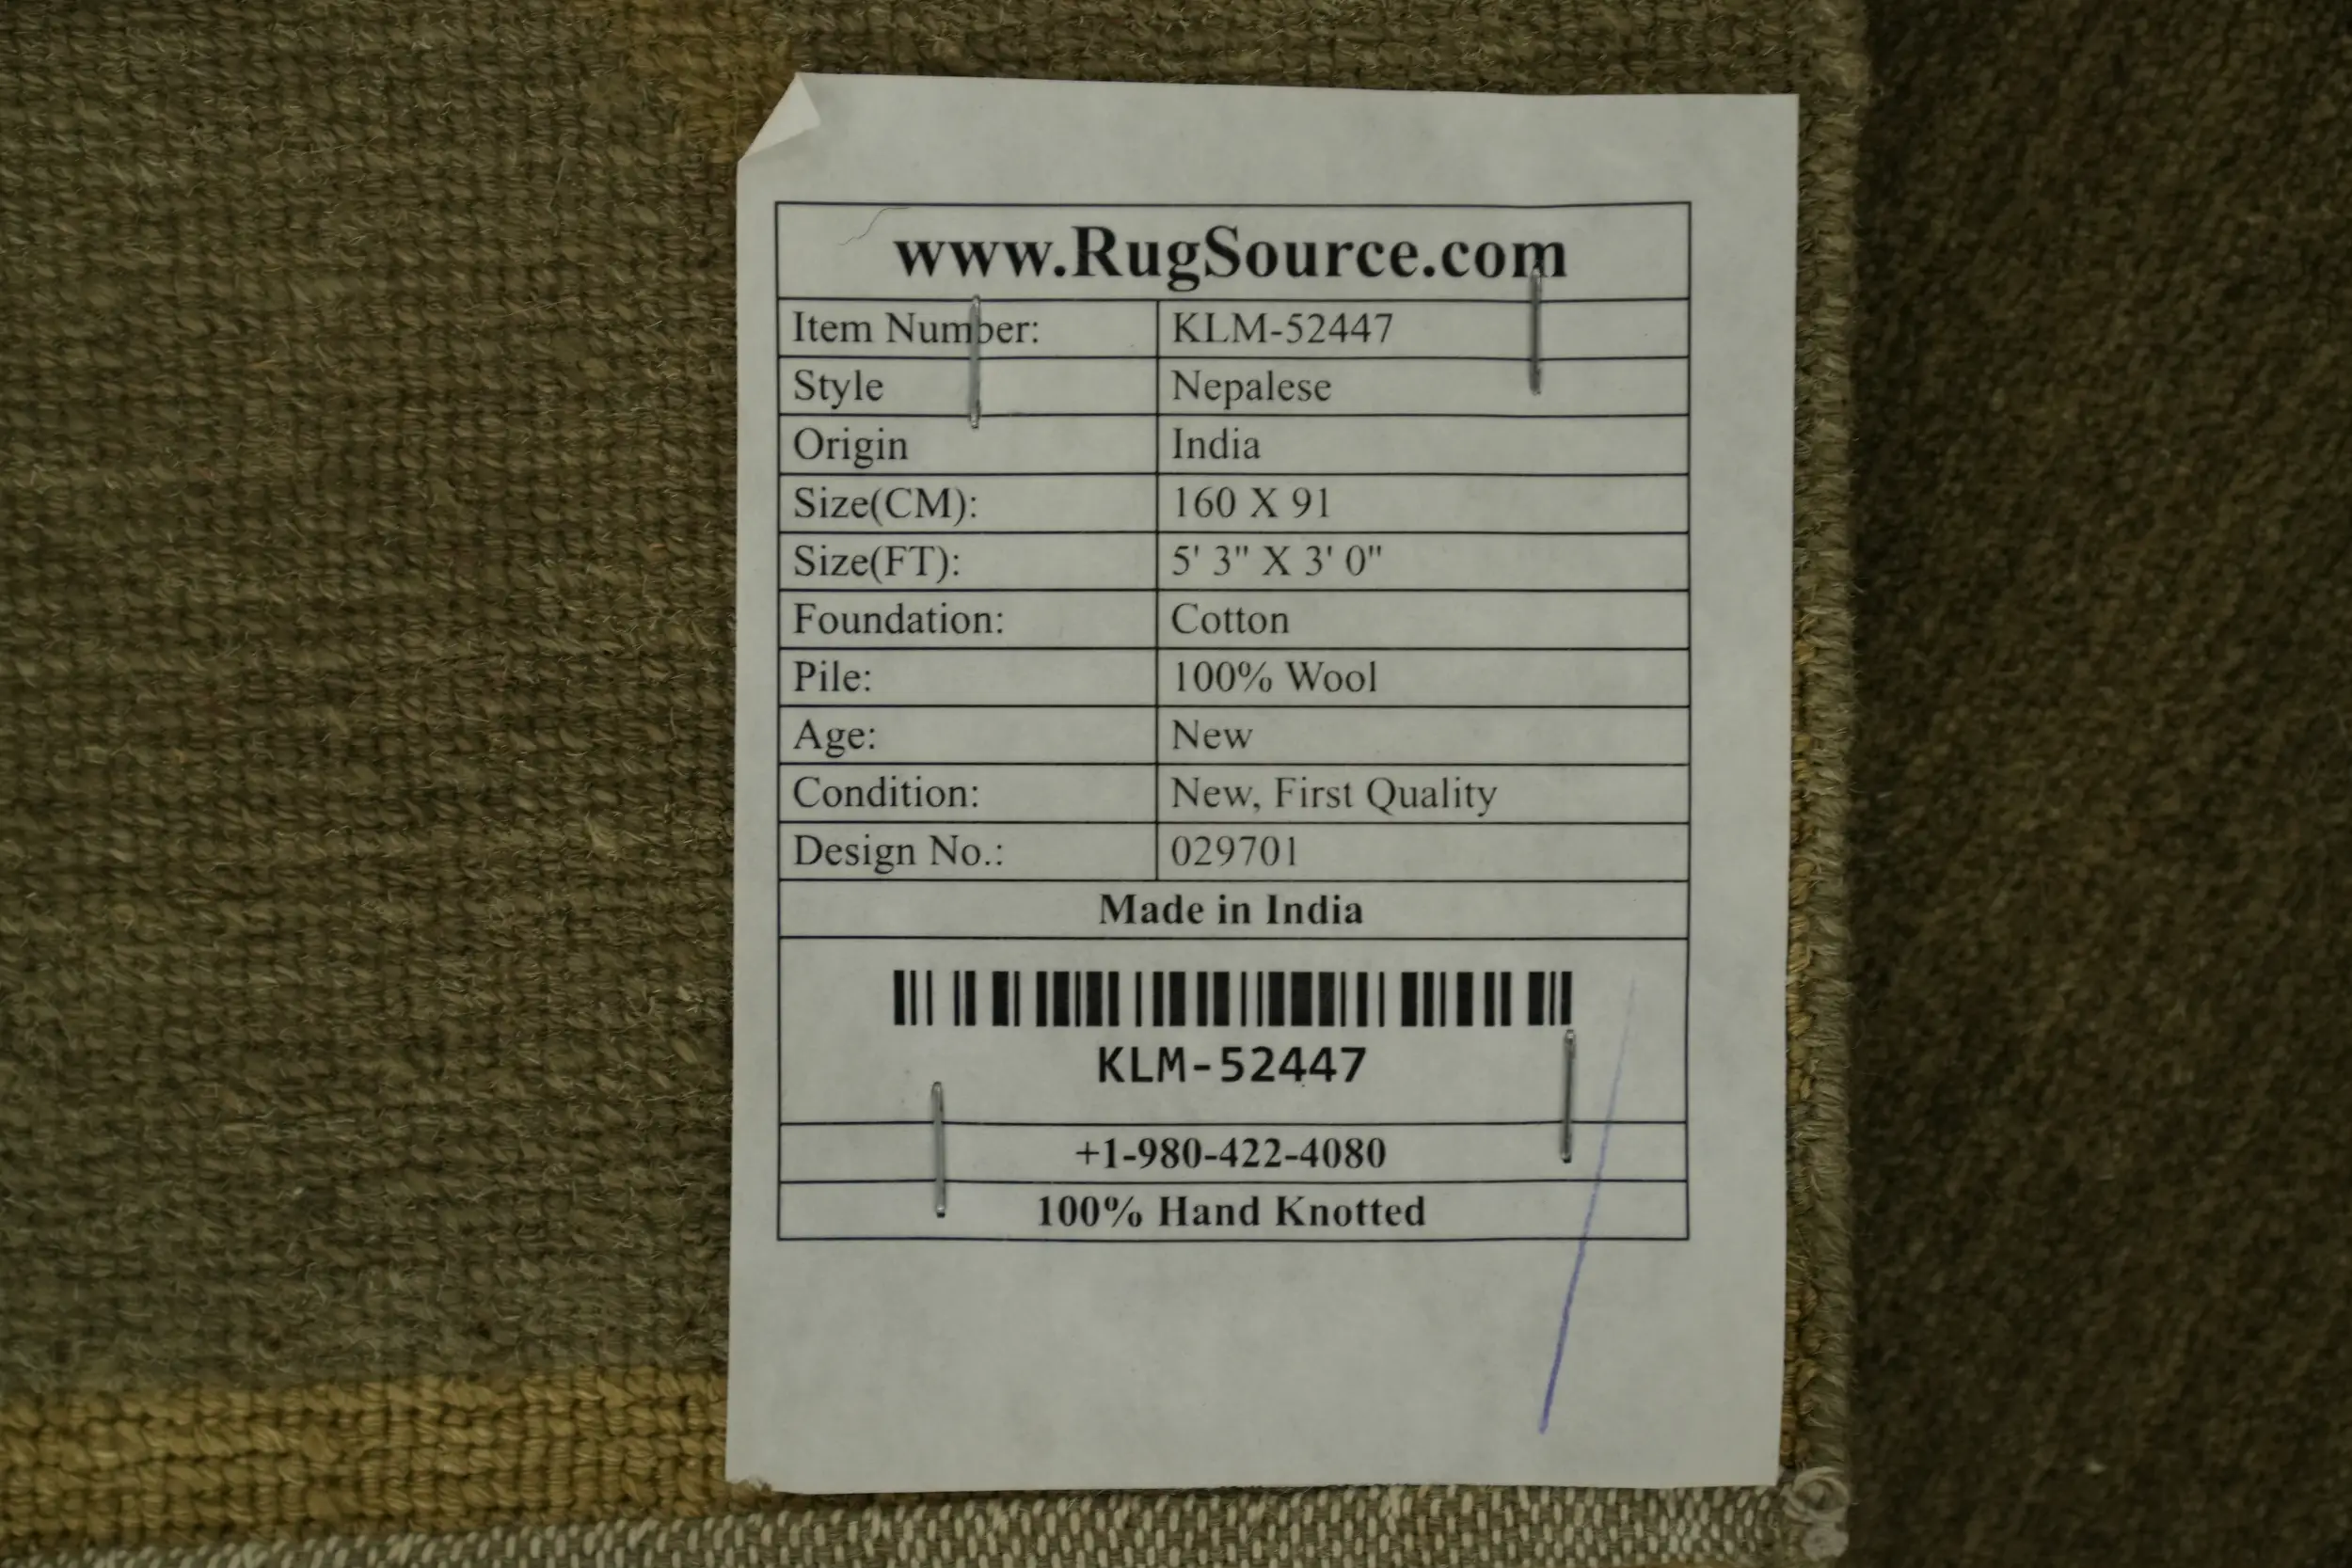 www.RugSource.com
Item Number: KLM-52447
Style Nepalese
Origin India
Size(CM): 160 X 91
Size(FT): 5' 3" X 3' 0"
Foundation: Cotton
Pile: 100% Wool
Age: New
Condition: New, First Quality
Design No.: 029701
Made in India
KLM-52447
+1-980-422-4080
100% Hand Knotted